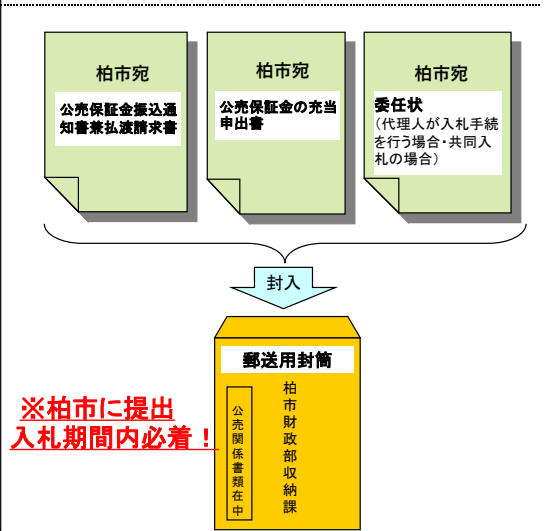 柏市宛
公売保証金振込通
知書兼払渡請求書
柏市宛
公売保証金の充当
申出書
柏市宛
委任状
(代理人が入札手続
を行う場合・共同入
札の場合)
封入
郵送用封筒
柏市財政部収納課
公売関係書類在中
※柏市に提出
入札期間内必着!